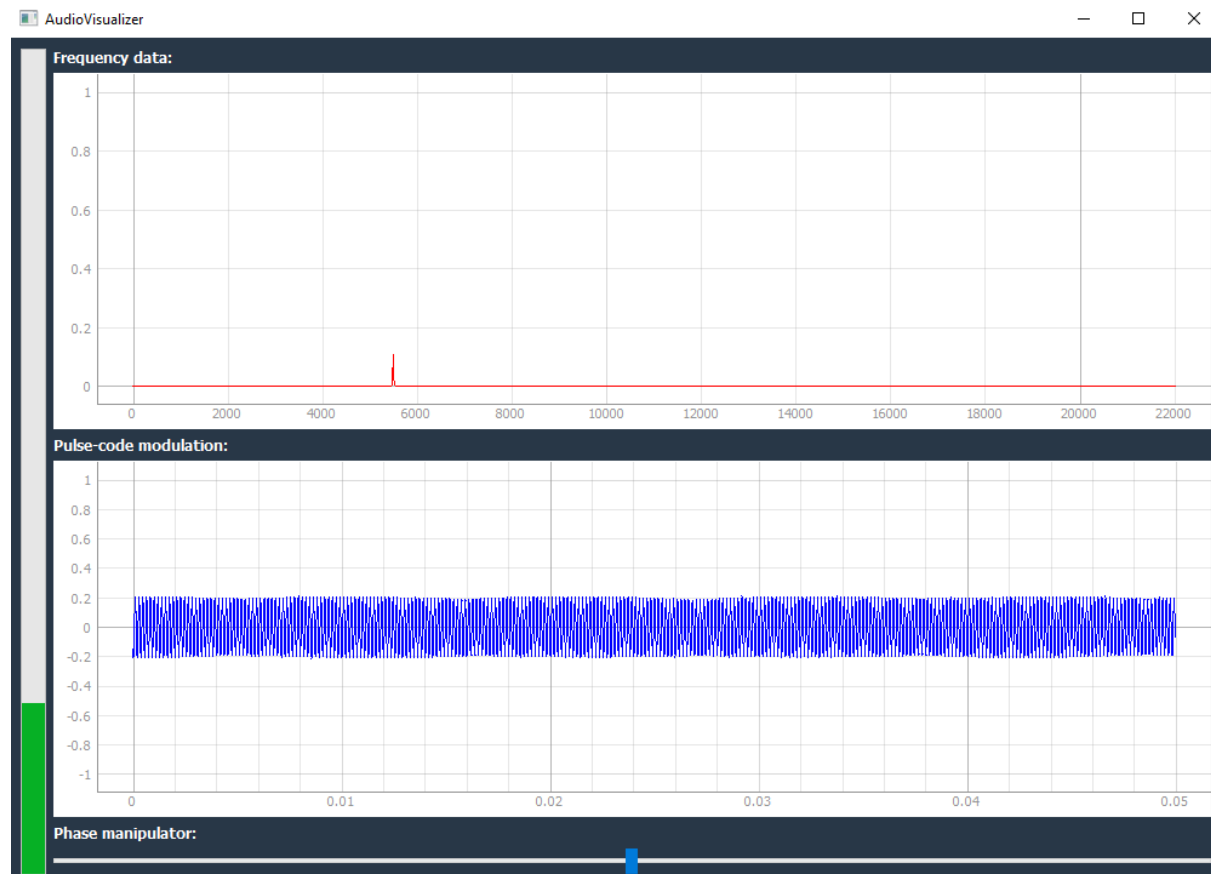 AudioVisualizer
Frequency data:
1
0.8
0.6
0.4
0.2
0
0 2000 4000 6000 8000 10000 12000 14000 16000 18000 20000 22000
Pulse-code modulation:
1
0.8
0.6
0.4
0.2
0
-0.2
-0.4
-0.6
-0.8
-1
0 0.01 0.02 0.03 0.04 0.05
Phase manipulator: